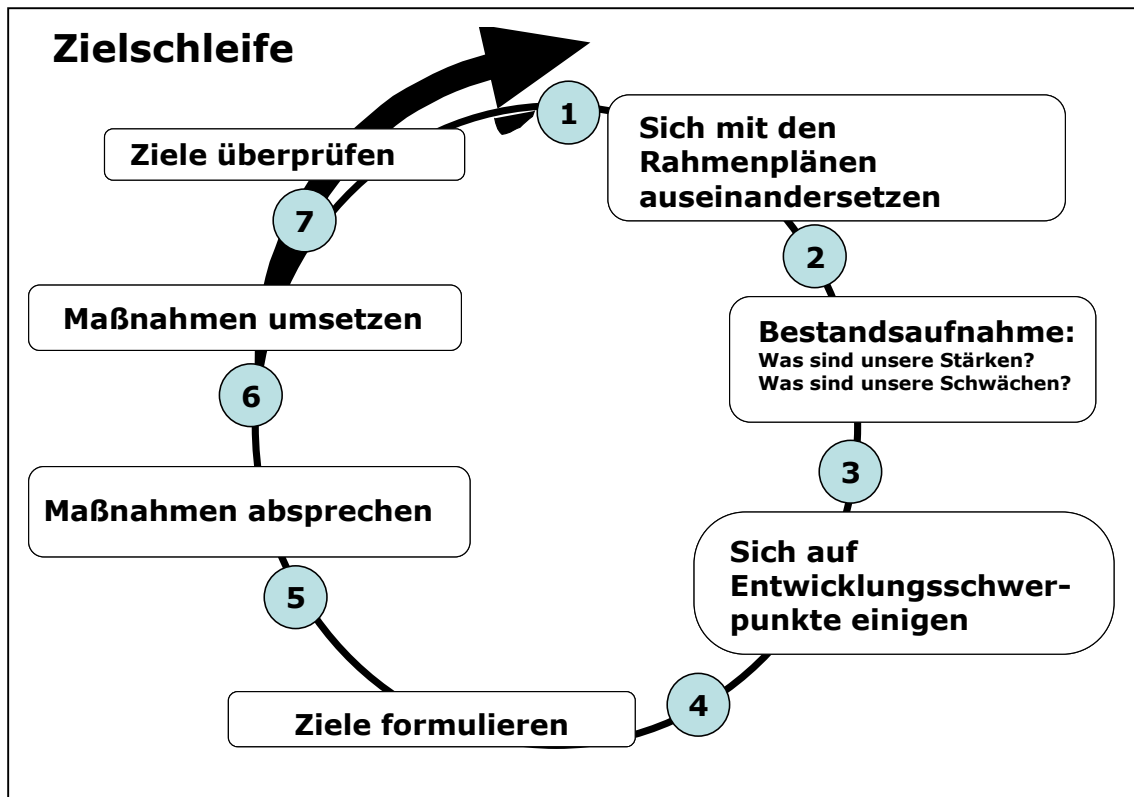 Zielschleife
1
Sich mit den
Rahmenplänen
auseinandersetzen
2
Bestandsaufnahme:
Was sind unsere Stärken?
Was sind unsere Schwächen?
3
Sich auf
Entwicklungsschwer-
punkte einigen
4
Ziele formulieren
5
Maßnahmen absprechen
6
Maßnahmen umsetzen
7
Ziele überprüfen